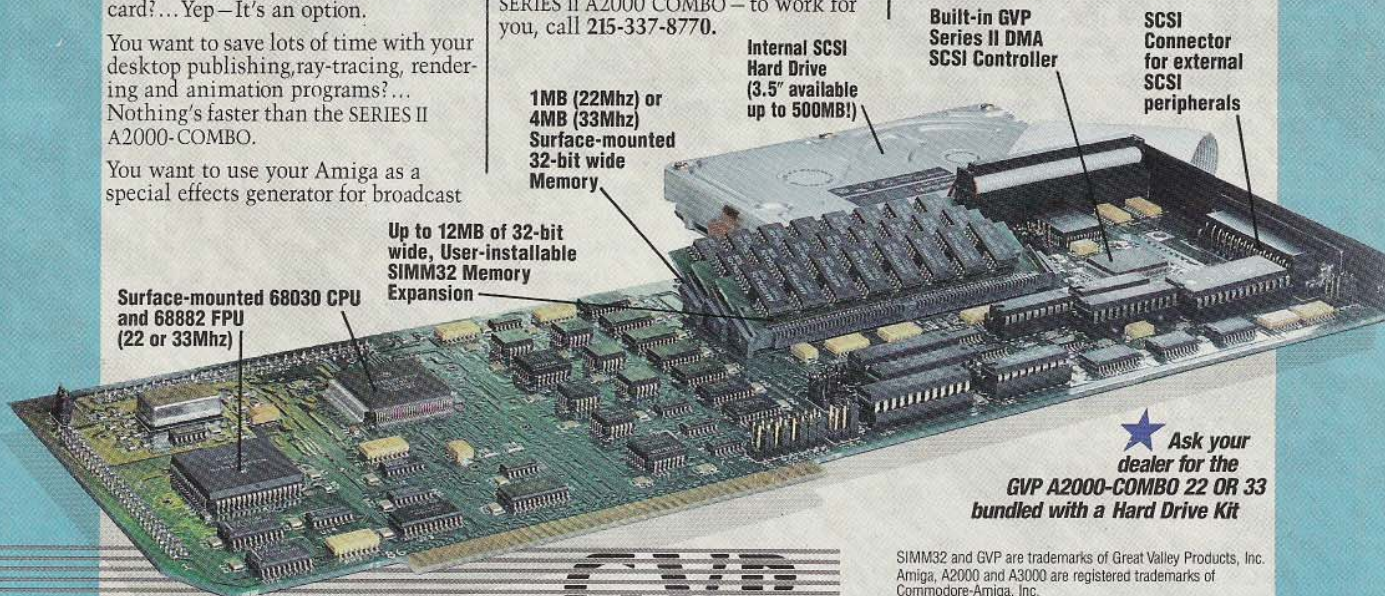 card?...Yep—It's an option.
You want to save lots of time with your
desktop publishing,ray-tracing, render-
ing and animation programs?...
Nothing's faster than the SERIES II
A2000-COMBO.
You want to use your Amiga as a
special effects generator for broadcast
SERIES II A2000 COMBO — to work for
you, call 215-337-8770.
1MB (22Mhz) or
4MB (33Mhz)
Surface-mounted
32-bit wide
Memory
Internal SCSI
Hard Drive
(3.5″ available
up to 500MB!)
Built-in GVP
Series II DMA
SCSI Controller
SCSI
Connector
for external
SCSI
peripherals
Up to 12MB of 32-bit
wide, User-installable
SIMM32 Memory
Expansion
Surface-mounted 68030 CPU
and 68882 FPU
(22 or 33Mhz)
Ask your
dealer for the
GVP A2000-COMBO 22 OR 33
bundled with a Hard Drive Kit
GVP
SIMM32 and GVP are trademarks of Great Valley Products, Inc.
Amiga, A2000 and A3000 are registered trademarks of
Commodore-Amiga, Inc.